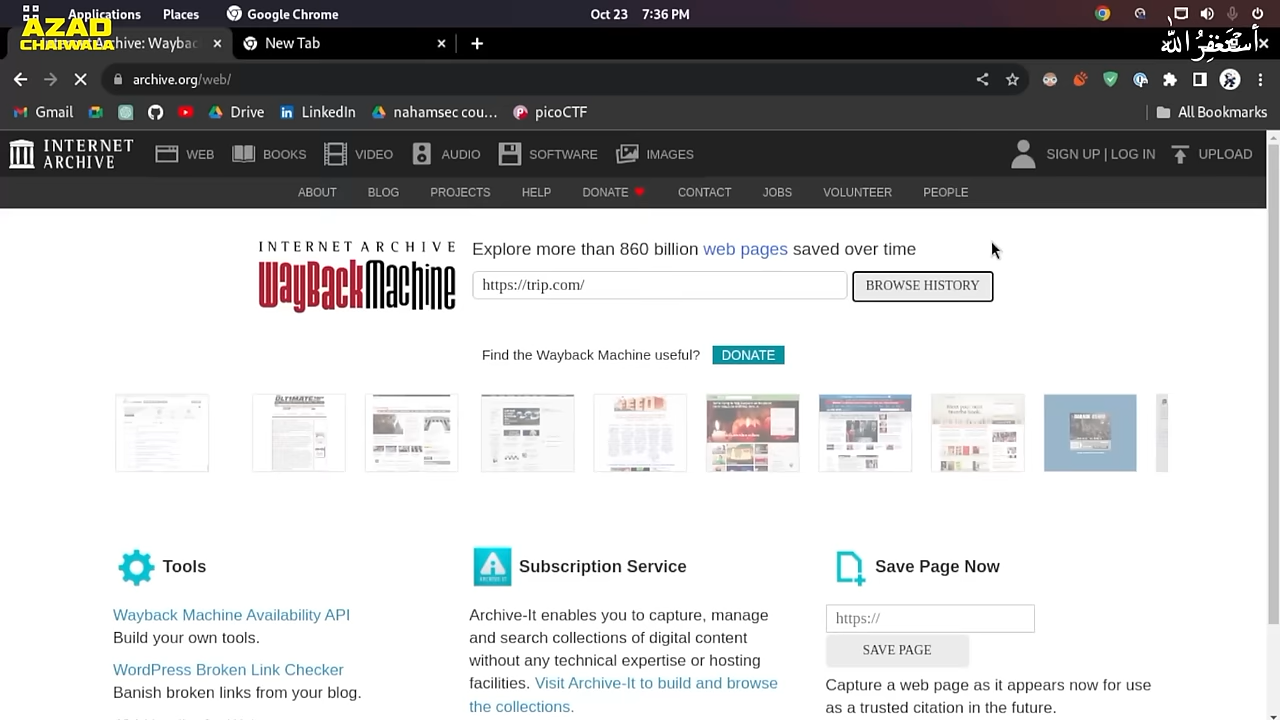 Applications Places Google Chrome Oct 23 7:36 PM
AZAD
CHAIWALA
Archive: Waybac New Tab
أستغفر الله
archive.org/web/
Gmail Drive LinkedIn nahamsec cou... picoCTF All Bookmarks
INTERNET
ARCHIVE
WEB BOOKS VIDEO AUDIO SOFTWARE IMAGES SIGN UP | LOG IN UPLOAD
ABOUT BLOG PROJECTS HELP DONATE CONTACT JOBS VOLUNTEER PEOPLE
INTERNET ARCHIVE
WayBackMachine
Explore more than 860 billion web pages saved over time
https://trip.com/ BROWSE HISTORY
Find the Wayback Machine useful? DONATE
Tools
Wayback Machine Availability API
Build your own tools.
WordPress Broken Link Checker
Banish broken links from your blog.
Subscription Service
Archive-It enables you to capture, manage
and search collections of digital content
without any technical expertise or hosting
facilities. Visit Archive-It to build and browse
the collections.
Save Page Now
https://
SAVE PAGE
Capture a web page as it appears now for use
as a trusted citation in the future.